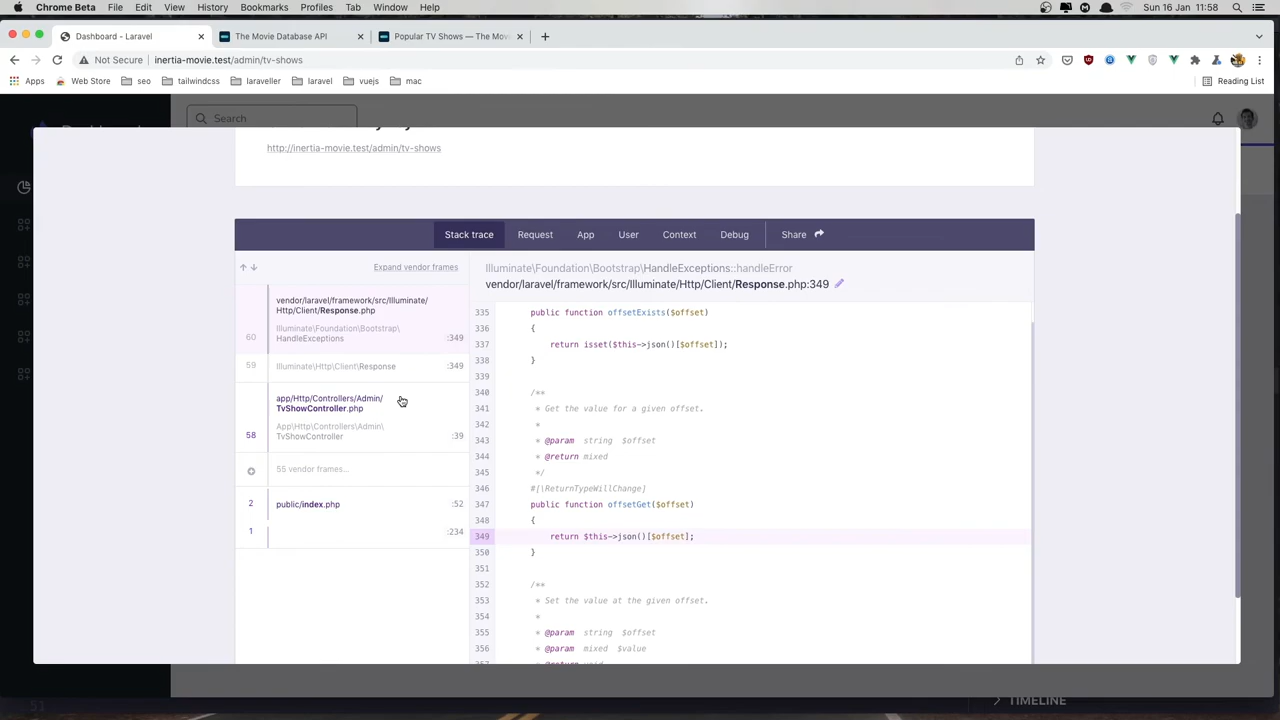 Chrome Beta File Edit View History Bookmarks Profiles Tab Window Help Sun 16 Jan 11:58
Dashboard - Laravel The Movie Database API Popular TV Shows — The Mov
Not Secure inertia-movie.test/admin/tv-shows
Apps Web Store seo tailwindcss laraveller laravel vuejs mac Reading List
Search
http://inertia-movie.test/admin/tv-shows
Stack trace Request App User Context Debug Share
Expand vendor frames
vendor/laravel/framework/src/Illuminate/
Http/Client/Response.php
Illuminate\Foundation\Bootstrap\
60 HandleExceptions :349
59 Illuminate\Http\Client\Response :349
app/Http/Controllers/Admin/
TvShowController.php
App\Http\Controllers\Admin\
58 TvShowController :39
55 vendor frames...
2 public/index.php :52
1 :234
Illuminate\Foundation\Bootstrap\HandleExceptions::handleError
vendor/laravel/framework/src/Illuminate/Http/Client/Response.php:349
335 public function offsetExists($offset)
336 {
337 return isset($this->json()[$offset]);
338 }
339
340 /**
341 * Get the value for a given offset.
342 *
343 * @param string $offset
344 * @return mixed
345 */
346 #[\ReturnTypeWillChange]
347 public function offsetGet($offset)
348 {
349 return $this->json()[$offset];
350 }
351
352 /**
353 * Set the value at the given offset.
354 *
355 * @param string $offset
356 * @param mixed $value
51 TIMELINE